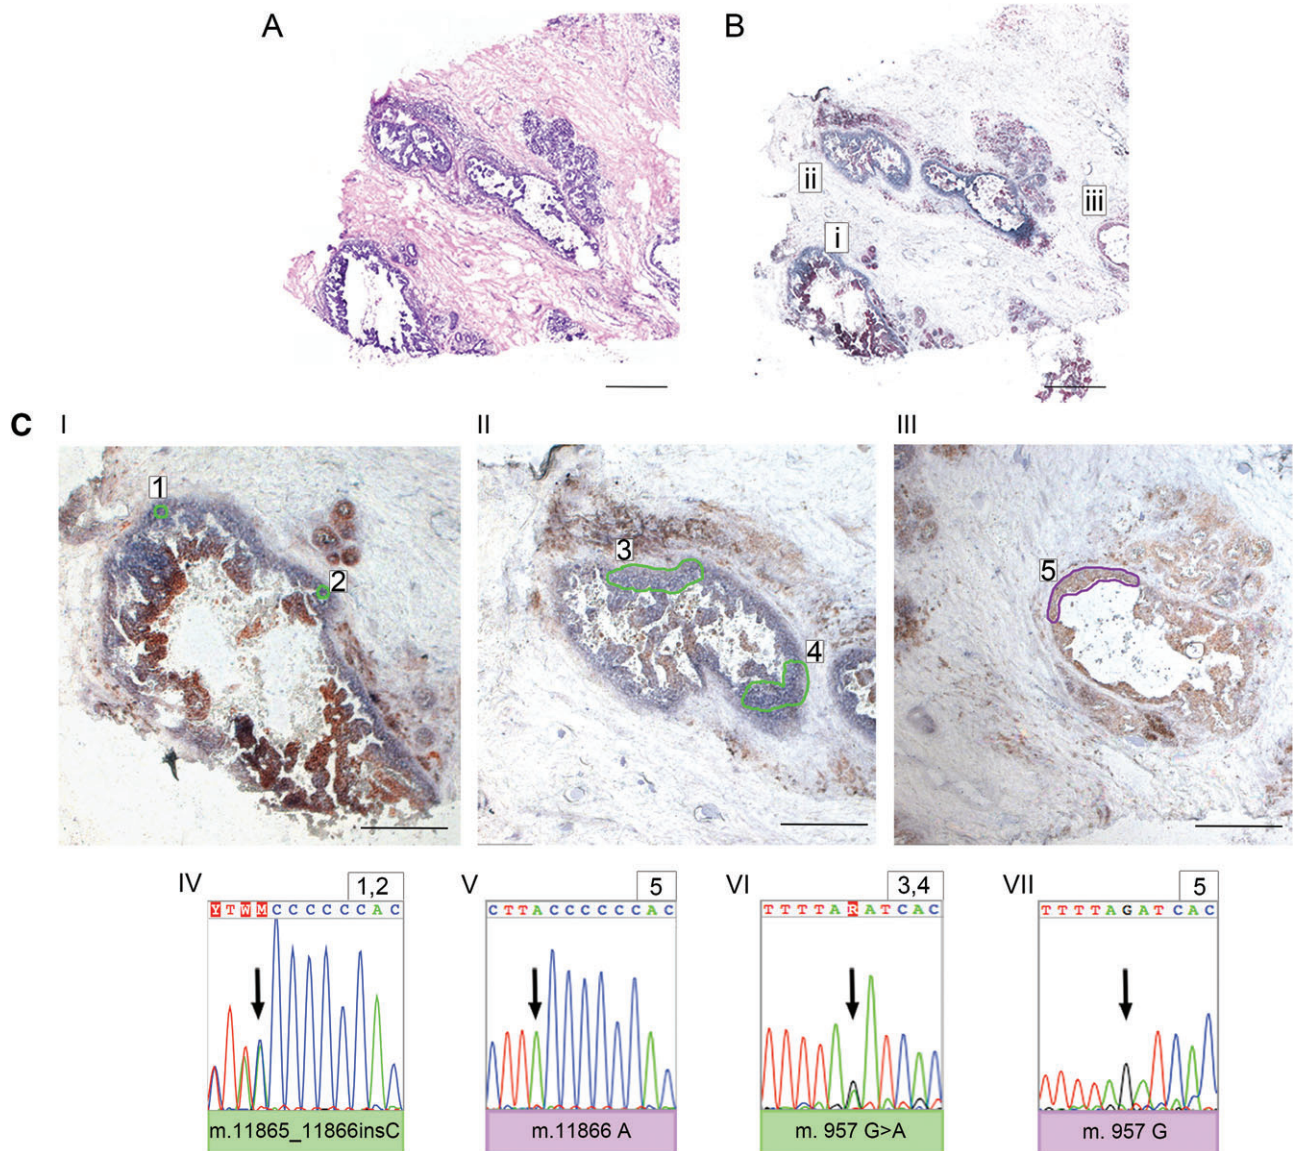 A
B
ii
iii
i
C
I
II
III
1
2
3
4
5
IV
1,2
V
5
VI
3,4
VII
5
YTWMCCCCCCAC
CTTACCCCCCAC
TTTTARATCAC
TTTTAGATCAC
m.11865_11866insC
m.11866 A
m. 957 G>A
m. 957 G